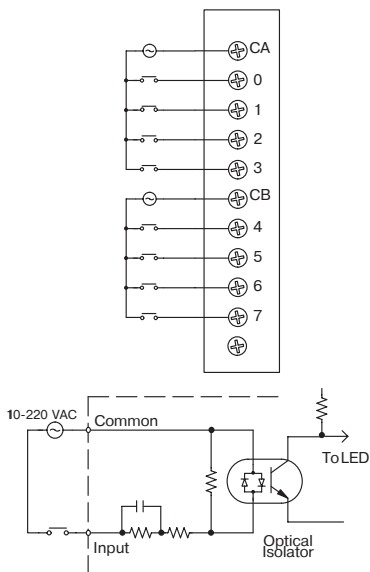 CA
0
1
2
3
CB
4
5
6
7
10-220 VAC
Common
To LED
Input
Optical
Isolator